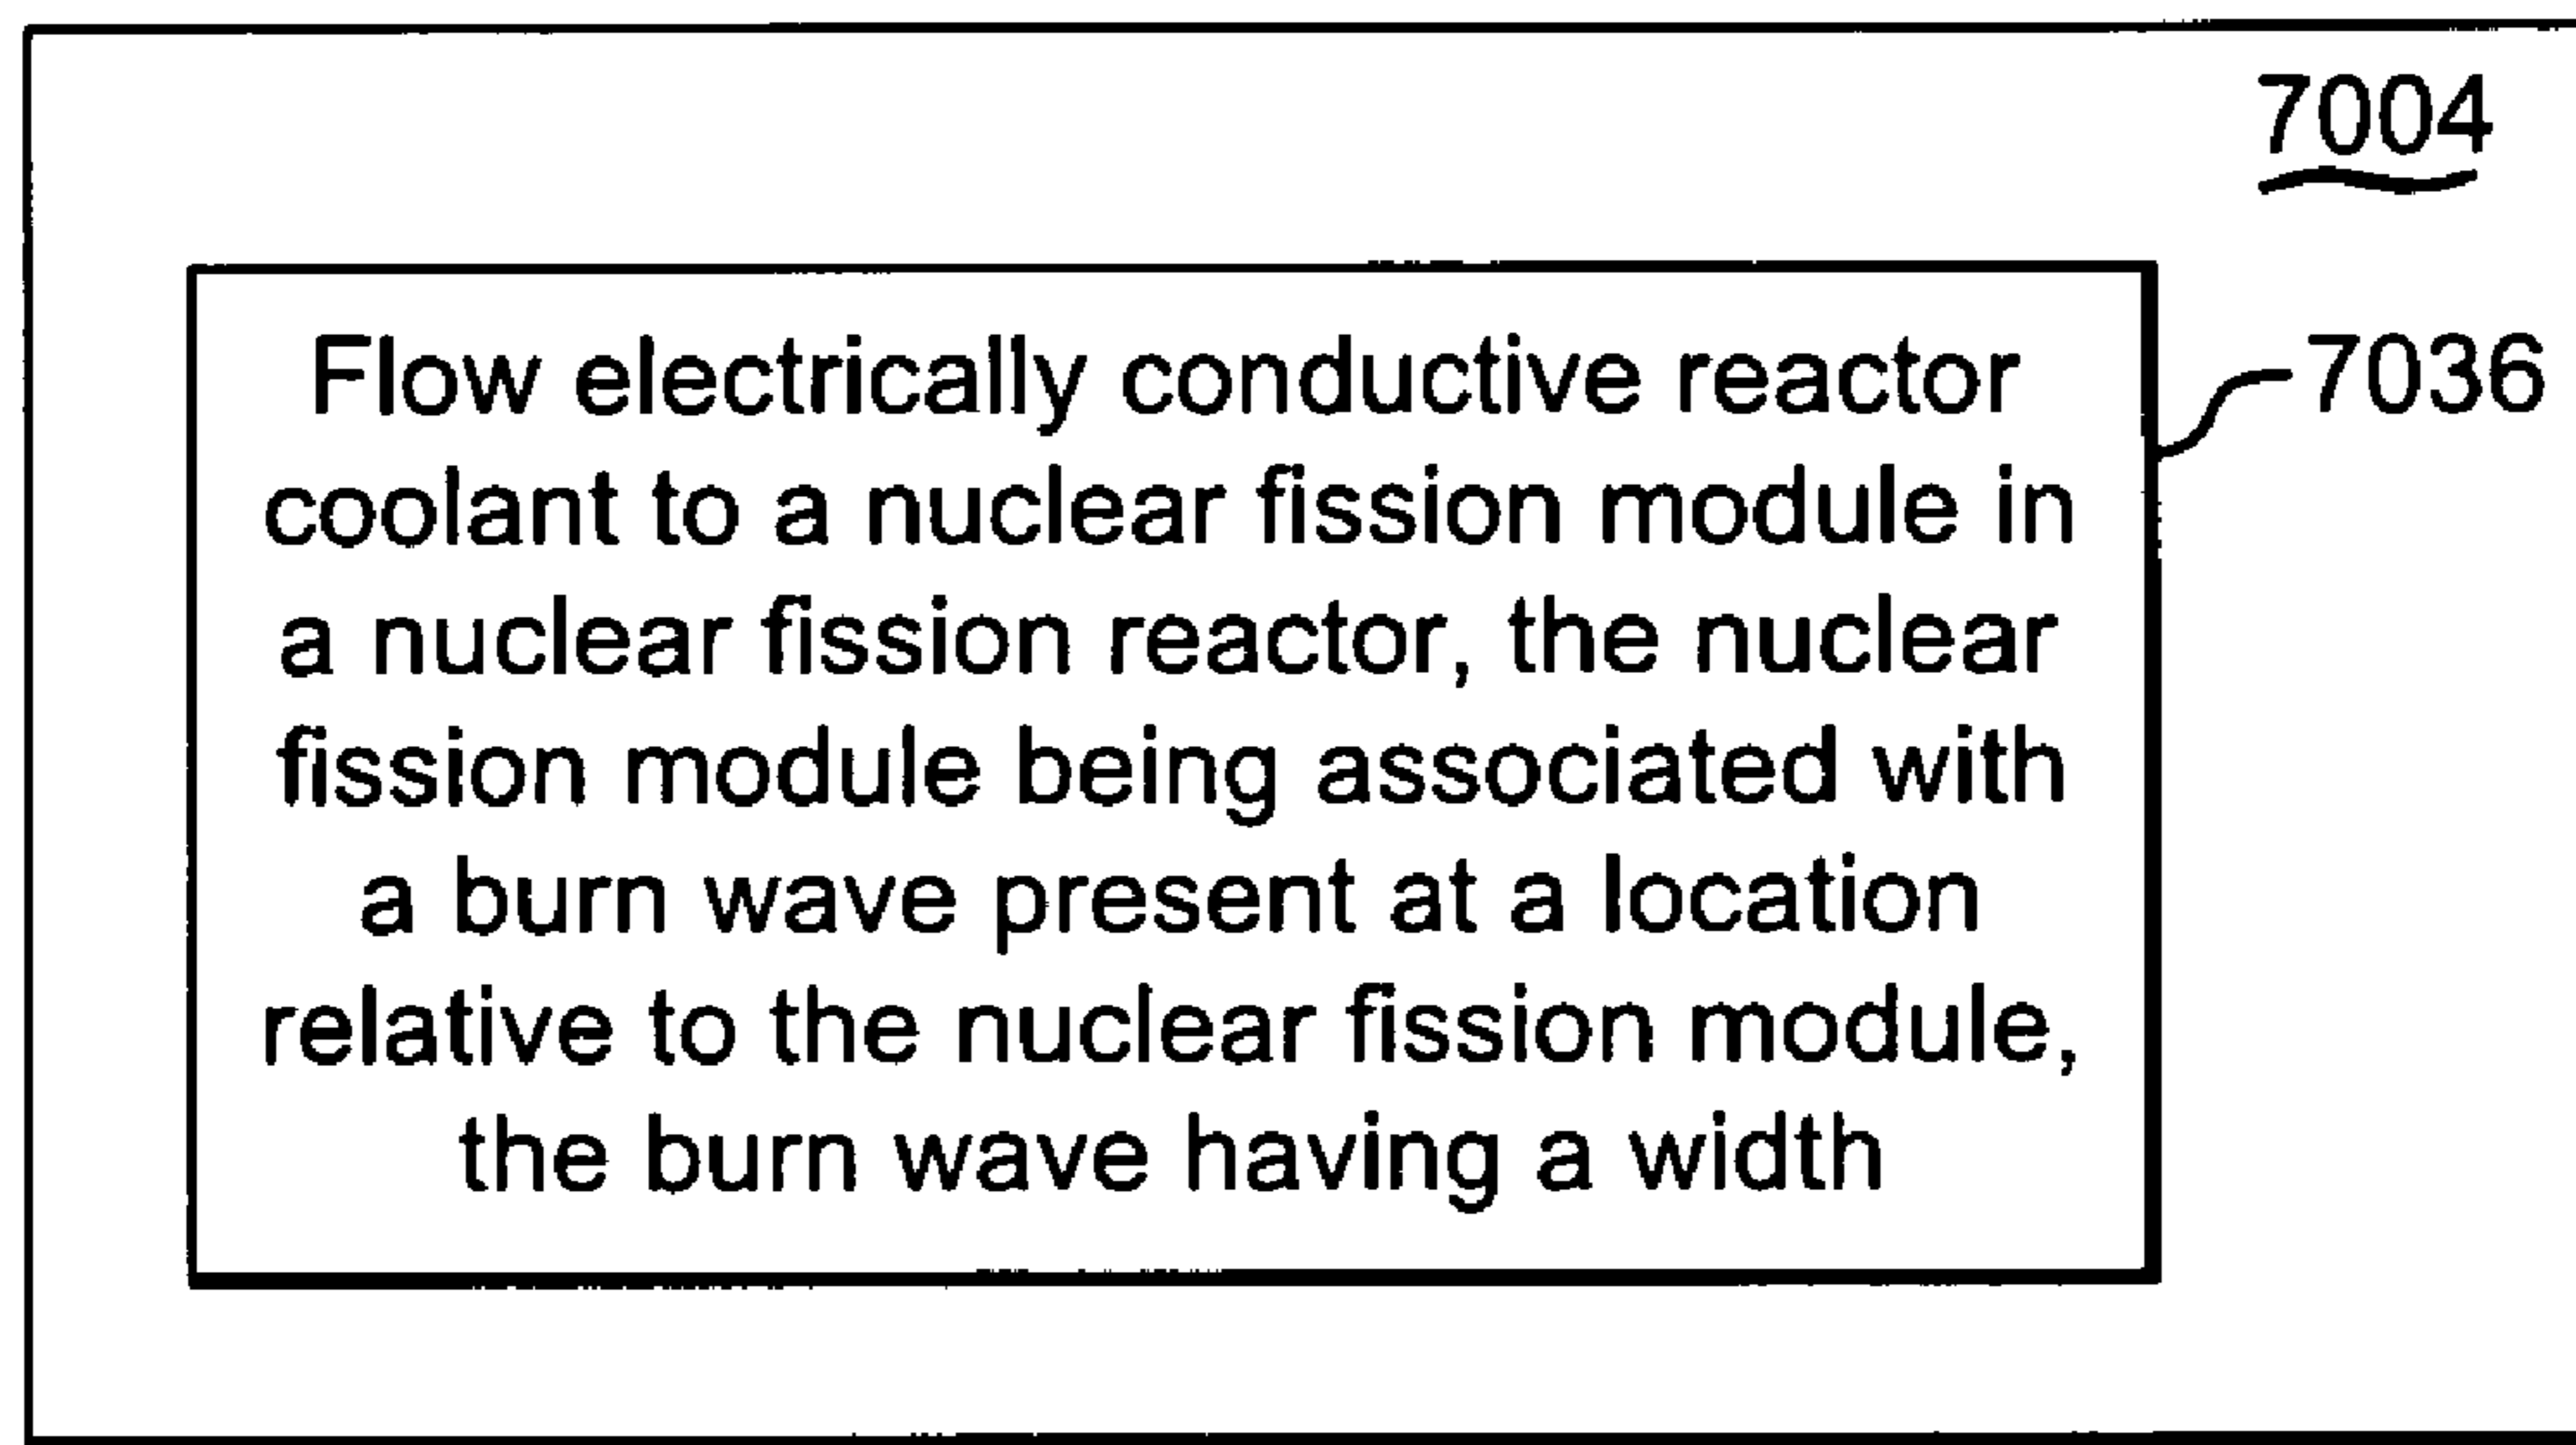 7004
Flow electrically conductive reactor
coolant to a nuclear fission module in
a nuclear fission reactor, the nuclear
fission module being associated with
a burn wave present at a location
relative to the nuclear fission module,
the burn wave having a width
7036